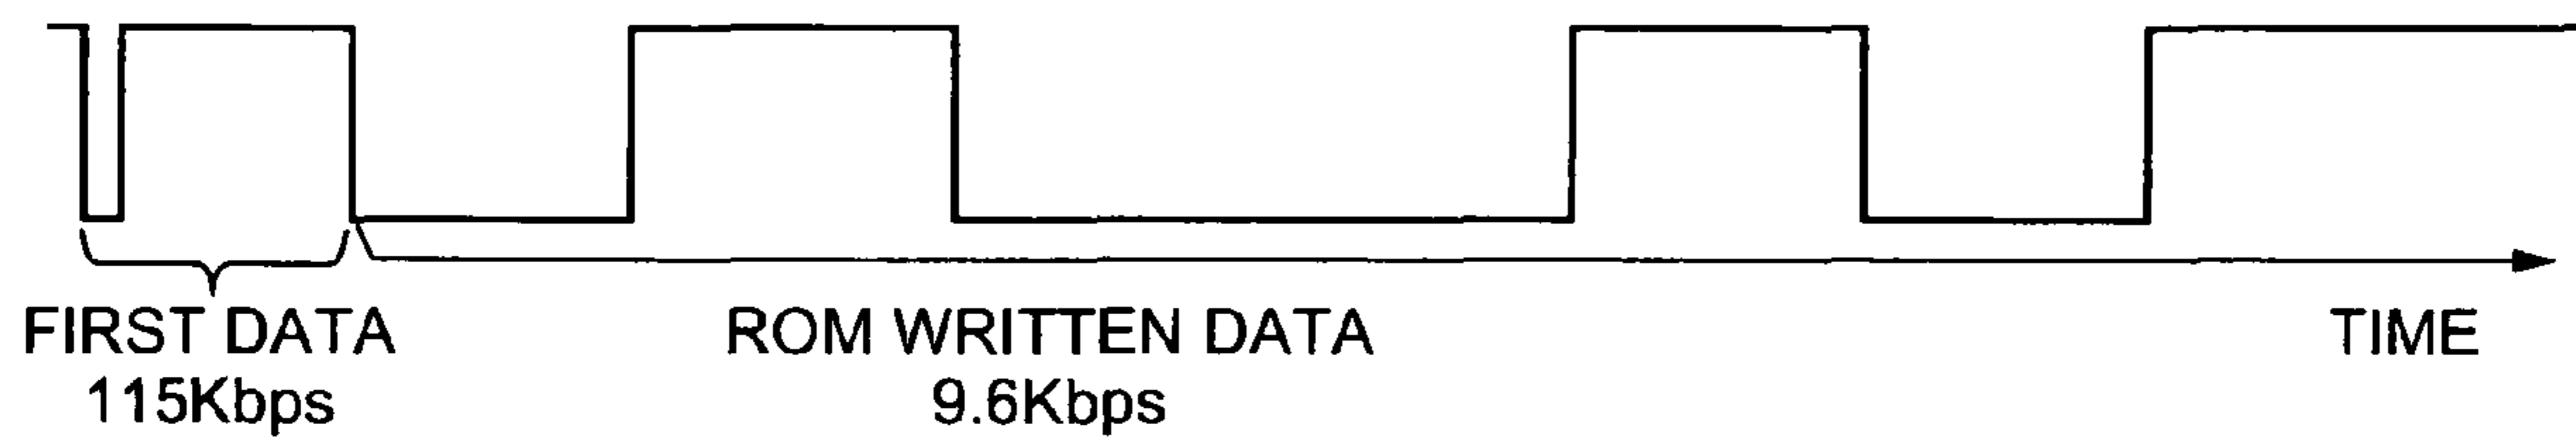 FIRST DATA
115Kbps
ROM WRITTEN DATA
9.6Kbps
TIME